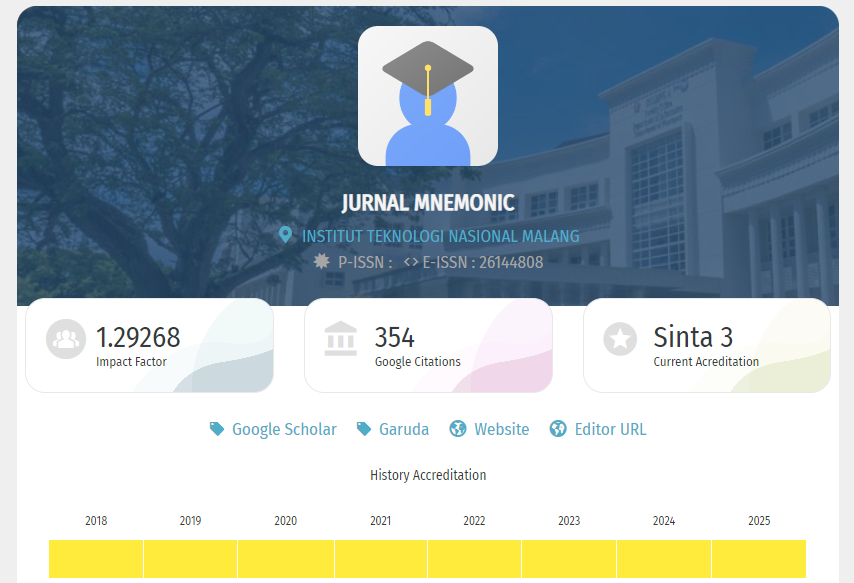 JURNAL MNEMONIC
INSTITUT TEKNOLOGI NASIONAL MALANG
P-ISSN : <> E-ISSN : 26144808
1.29268
Impact Factor
354
Google Citations
Sinta 3
Current Acreditation
Google Scholar Garuda Website Editor URL
History Accreditation
2018 2019 2020 2021 2022 2023 2024 2025